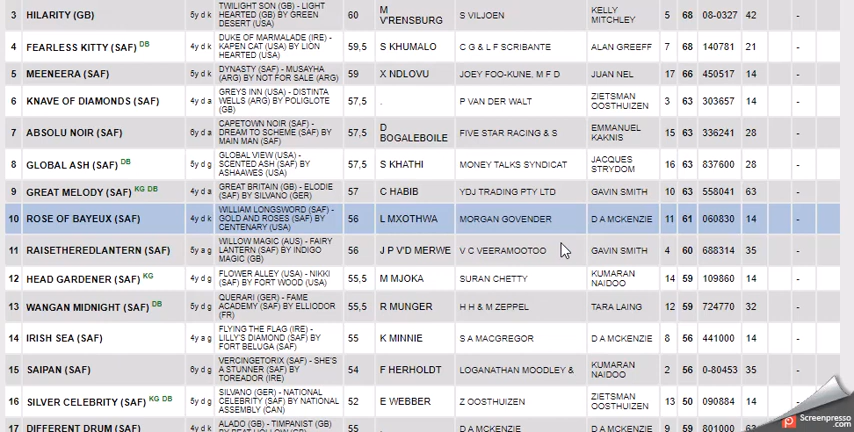 3 HILARITY (GB) 5y d k TWILIGHT SON (GB) - LIGHT HEARTED (GB) BY GREEN DESERT (USA) 60 M V'RENSBURG S VILJOEN KELLY MITCHLEY 5 68 08-0327 42 -
4 FEARLESS KITTY (SAF) DB 4y d k DUKE OF MARMALADE (IRE) - KAPEN CAT (USA) BY LION HEARTED (USA) 59,5 S KHUMALO C G & L F SCRIBANTE ALAN GREEFF 7 68 140781 21 -
5 MEENEERA (SAF) 5y d k DYNASTY (SAF) - MUSAYHA (ARG) BY NOT FOR SALE (ARG) 59 X NDLOVU JOEY FOO-KUNE, M F D JUAN NEL 17 66 450517 14 -
6 KNAVE OF DIAMONDS (SAF) 4y d a GREYS INN (USA) - DISTINTA WELLS (ARG) BY POLIGLOTE (GB) 57,5 . P VAN DER WALT ZIETSMAN OOSTHUIZEN 3 63 303657 14 -
7 ABSOLU NOIR (SAF) 6y d a CAPETOWN NOIR (SAF) - DREAM TO SCHEME (SAF) BY MAIN DAY (SAF) 57,5 D BOGALEBOILE FIVE STAR RACING & S EMMANUEL KAKNIS 15 63 336241 28 -
8 GLOBAL ASH (SAF) DB 5y d g GLOBAL VIEW (USA) - SCENTED ASH (SAF) BY ASHAAWES (USA) 57,5 S KHATHI MONEY TALKS SYNDICAT JACQUES STRYDOM 16 63 837600 28 -
9 GREAT MELODY (SAF) KG DB 4y d a GREAT BRITAIN (GB) - ELODIE (SAF) BY SILVANO (GER) 57 C HABIB YDJ TRADING PTY LTD GAVIN SMITH 10 63 558041 63 -
10 ROSE OF BAYEUX (SAF) 4y d k WILLIAM LONGSWORD (SAF) - GOLD AND ROSES (SAF) BY CENTENARY (USA) 56 L MXOTHWA MORGAN GOVENDER D A MCKENZIE 11 61 060830 14 -
11 RAISETHEREDLANTERN (SAF) 5y a g WILLOW MAGIC (AUS) - FAIRY LANTERN (SAF) BY INDIGO MAGIC (GB) 56 J P V'D MERWE V C VEERAMOOTOO GAVIN SMITH 4 60 688314 35 -
12 HEAD GARDENER (SAF) KG 4y d g FLOWER ALLEY (USA) - NIKKI (SAF) BY FORT WOOD (USA) 55,5 M MJOKA SURAN CHETTY KUMARAN NAIDOO 14 59 109860 14 -
13 WANGAN MIDNIGHT (SAF) DB 5y d g QUERARI (GER) - FAME ACADEMY (SAF) BY ELLIODOR (FR) 55,5 R MUNGER H H & M ZEPPEL TARA LAING 12 59 724770 32 -
14 IRISH SEA (SAF) 4y a g FLYING THE FLAG (IRE) - LILLY'S DIAMOND (SAF) BY FORT BELUGA (SAF) 55 K MINNIE S A MACGREGOR D A MCKENZIE 8 56 441000 14 -
15 SAIPAN (SAF) 6y d g VERCINGETORIX (SAF) - SHE'S A STUNNER (SAF) BY TOREADOR (IRE) 54 F HERHOLDT LOGANATHAN MOODLEY & KUMARAN NAIDOO 2 56 0-80453 35 -
16 SILVER CELEBRITY (SAF) KG DB 5y d g SILVANO (GER) - NATIONAL CELEBRITY (SAF) BY NATIONAL ASSEMBLY (CAN) 52 E WEBBER Z OOSTHUIZEN ZIETSMAN OOSTHUIZEN 13 50 090884 14 -
17 DIFFERENT DRUM (SAF) 4y d g ALADO (GB) - TIMPANIST (GB) 52 D A MCKENZIE 9 59 801000 63
Screenpresso.com